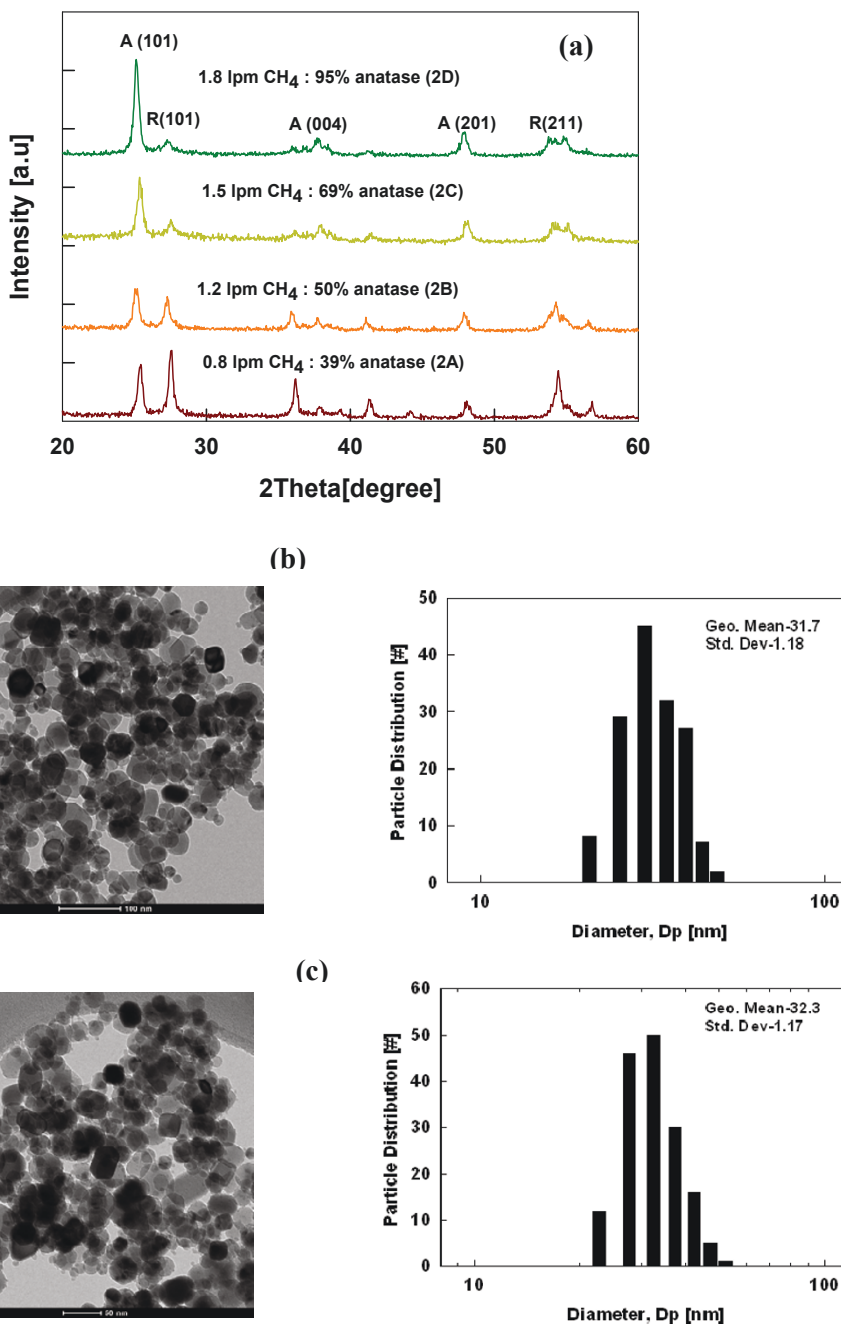 (a)
A (101)
1.8 lpm CH4 : 95% anatase (2D)
R(101)
A (004)
A (201)
R(211)
1.5 lpm CH4 : 69% anatase (2C)
1.2 lpm CH4 : 50% anatase (2B)
0.8 lpm CH4 : 39% anatase (2A)
Intensity [a.u]
20 30 40 50 60
2Theta[degree]
(b)
100 nm
50
40
30
20
10
0
Geo. Mean-31.7
Std. Dev-1.18
Particle Distribution [#]
10 100
Diameter, Dp [nm]
(c)
50 nm
60
50
40
30
20
10
0
Geo. Mean-32.3
Std. Dev-1.17
Particle Distribution [#]
10 100
Diameter, Dp [nm]